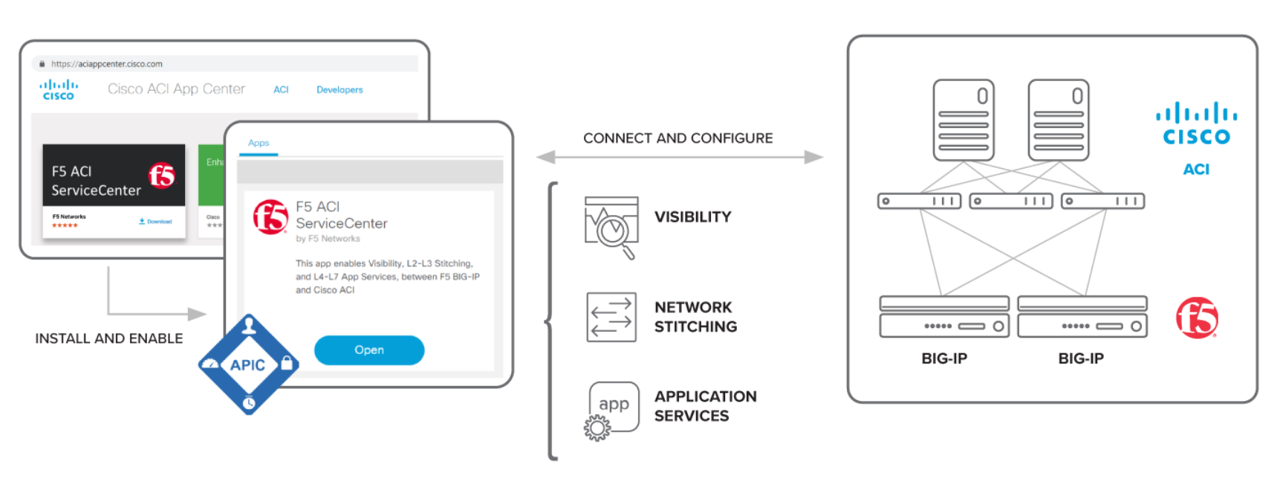 https://aciappcenter.cisco.com
CISCO
Cisco ACI App Center
ACI
Developers
F5 ACI
ServiceCenter
f5
F5 Networks
Download
Enha
Cisco
Apps
f5
F5 ACI
ServiceCenter
by F5 Networks
This app enables Visibility, L2-L3 Stitching,
and L4-L7 App Services, between F5 BIG-IP
and Cisco ACI
Open
APIC
INSTALL AND ENABLE
CONNECT AND CONFIGURE
VISIBILITY
NETWORK
STITCHING
app
APPLICATION
SERVICES
CISCO
ACI
f5
BIG-IP
BIG-IP